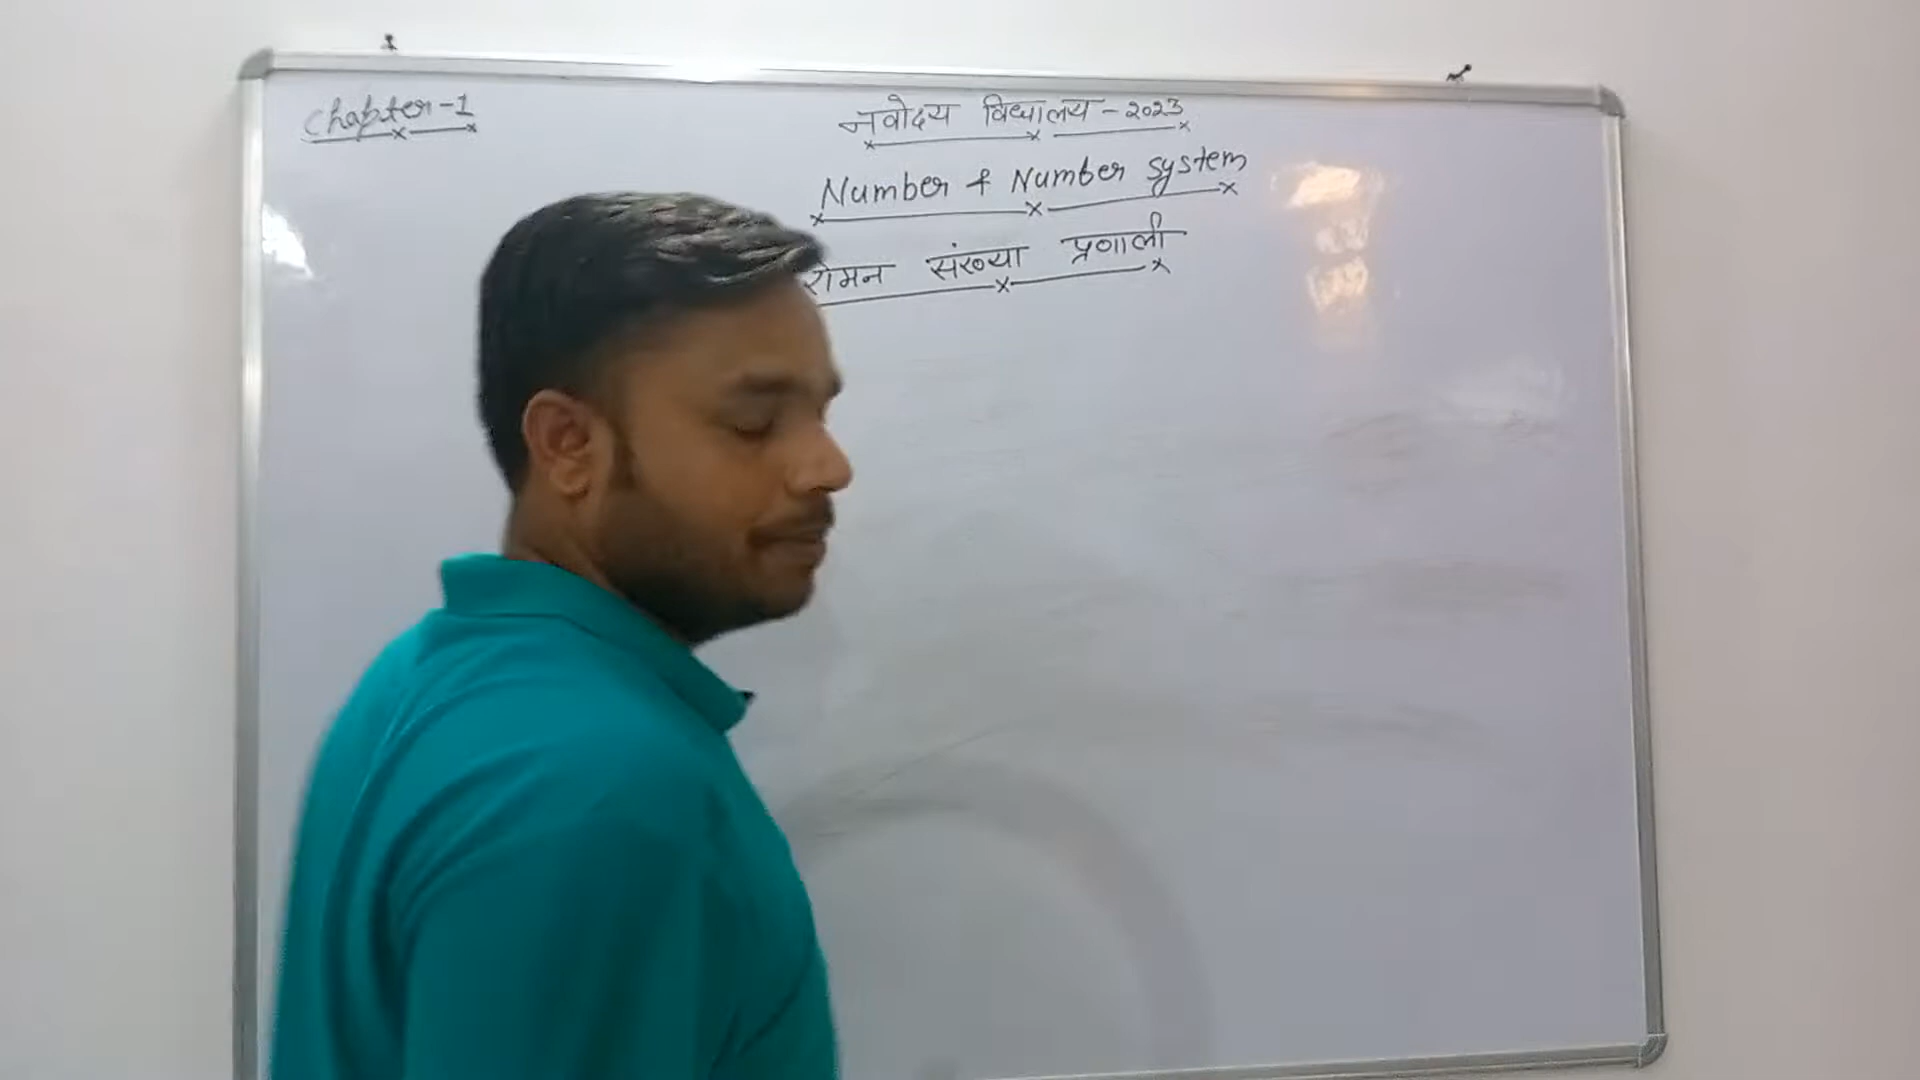 Chapter-1
नवोदय विद्यालय - 2023
Number & Number system
रोमन संख्या प्रणाली